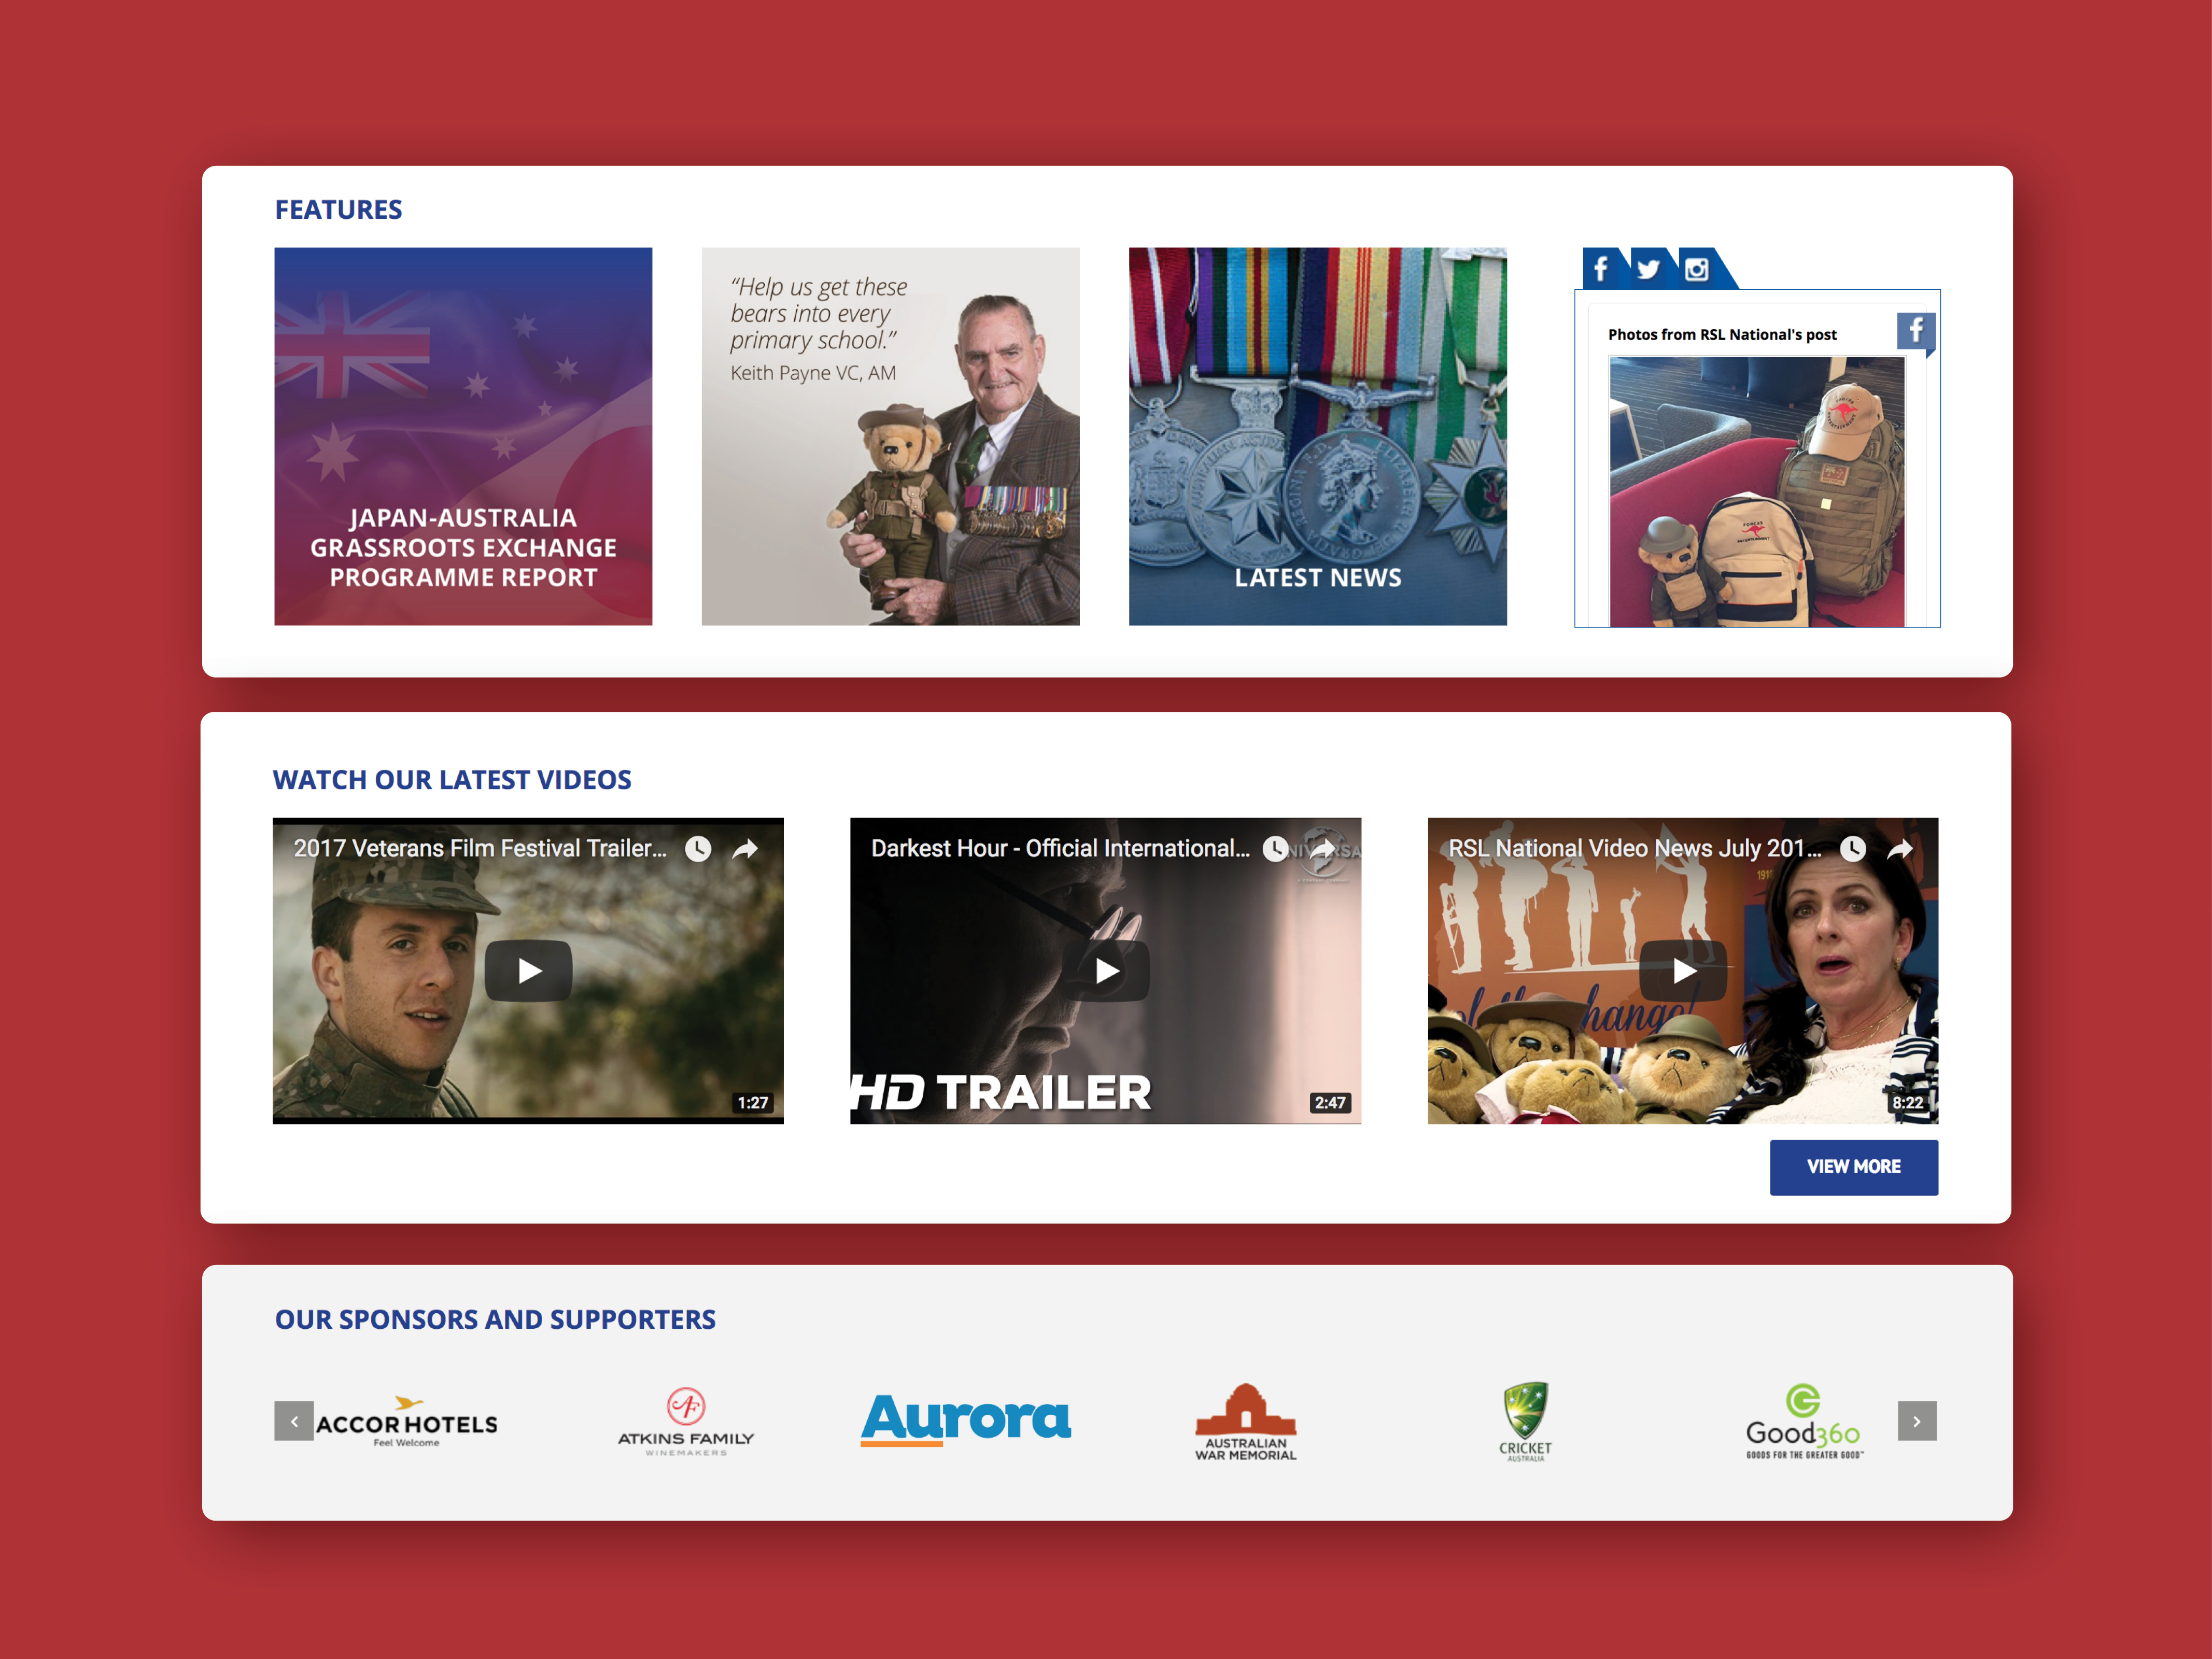 FEATURES
JAPAN-AUSTRALIA
GRASSROOTS EXCHANGE
PROGRAMME REPORT
“Help us get these
bears into every
primary school.”
Keith Payne VC, AM
LATEST NEWS
Photos from RSL National's post
WATCH OUR LATEST VIDEOS
2017 Veterans Film Festival Trailer...
1:27
Darkest Hour - Official International...
HD TRAILER
2:47
RSL National Video News July 201...
8:22
VIEW MORE
OUR SPONSORS AND SUPPORTERS
ACCOR HOTELS
Feel Welcome
ATKINS FAMILY
WINEMAKERS
Aurora
AUSTRALIAN
WAR MEMORIAL
CRICKET
AUSTRALIA
Good360
GOODS FOR THE GREATER GOOD™